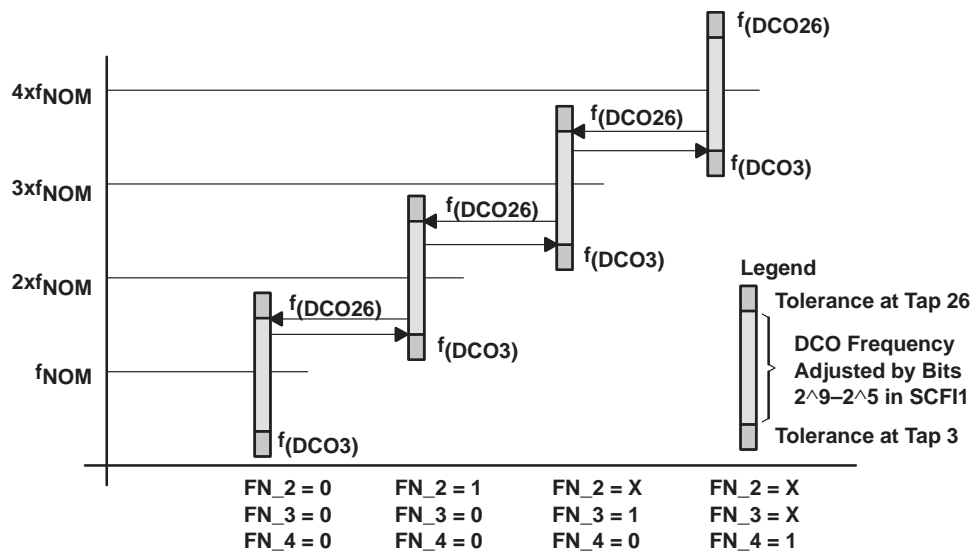 f(DCO26)
4xfNOM
f(DCO26)
f(DCO3)
3xfNOM
f(DCO26)
f(DCO3)
Legend
2xfNOM
Tolerance at Tap 26
f(DCO26)
DCO Frequency
Adjusted by Bits
2^9–2^5 in SCFI1
f(DCO3)
fNOM
Tolerance at Tap 3
f(DCO3)
FN_2 = 0 FN_2 = 1 FN_2 = X FN_2 = X
FN_3 = 0 FN_3 = 0 FN_3 = 1 FN_3 = X
FN_4 = 0 FN_4 = 0 FN_4 = 0 FN_4 = 1